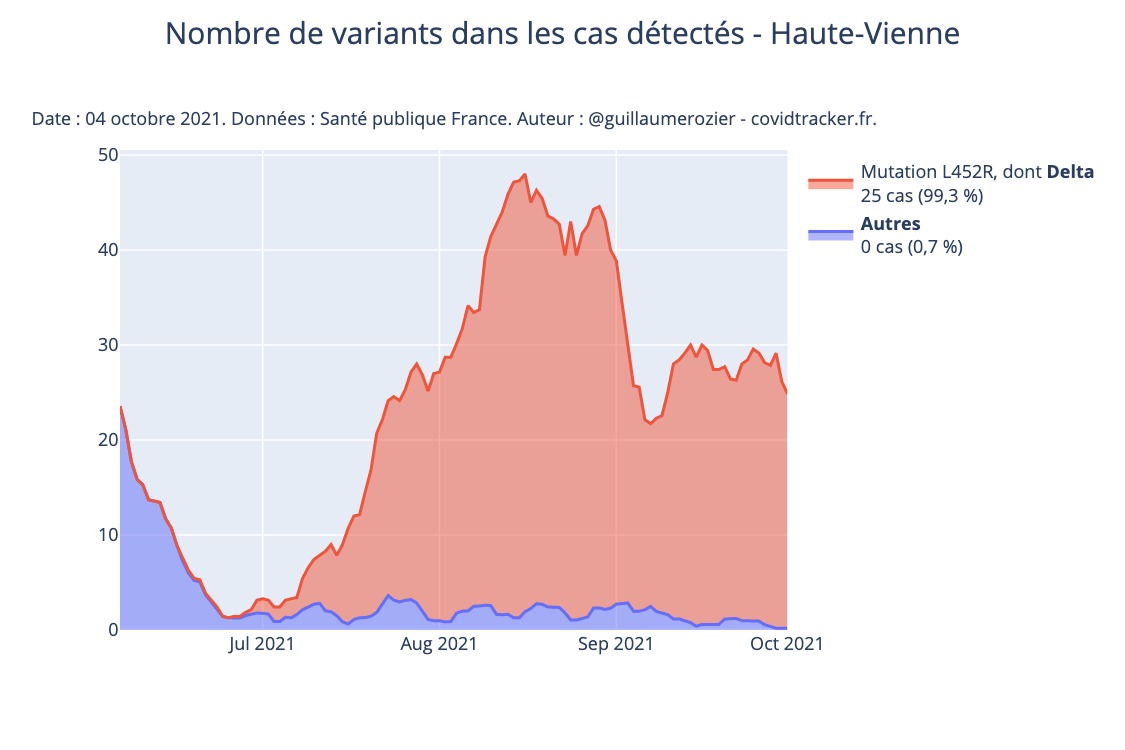 Nombre de variants dans les cas détectés - Haute-Vienne
Date : 04 octobre 2021. Données : Santé publique France. Auteur : @guillaumerozier - covidtracker.fr.
50
40
30
20
10
0
Jul 2021
Aug 2021
Sep 2021
Oct 2021
Mutation L452R, dont Delta
25 cas (99,3 %)
Autres
0 cas (0,7 %)